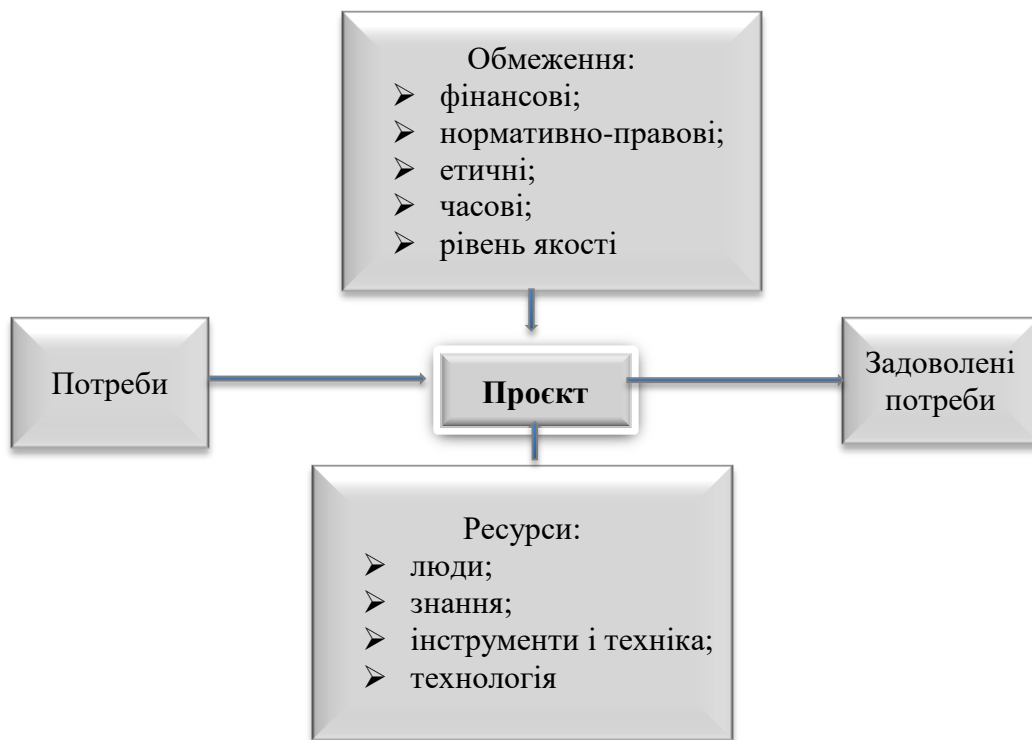 Обмеження:
➢ фінансові;
➢ нормативно-правові;
➢ етичні;
➢ часові;
➢ рівень якості
Потреби
Проєкт
Задоволені
потреби
Ресурси:
➢ люди;
➢ знання;
➢ інструменти і техніка;
➢ технологія